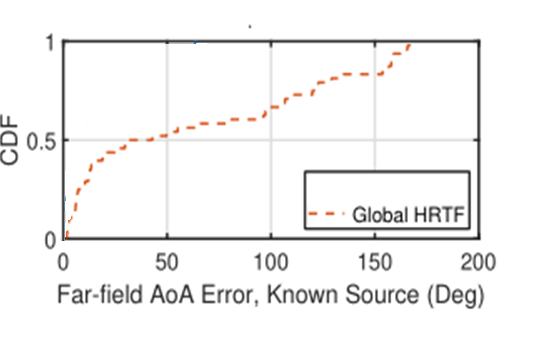 1
0.5
0
CDF
0 50 100 150 200
Global HRTF
Far-field AoA Error, Known Source (Deg)